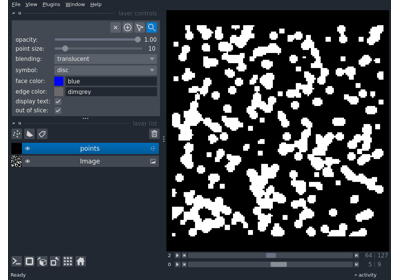 File View Plugins Window Help
layer controls
opacity: 1.00
point size: 10
blending: translucent
symbol: disc
face color: blue
edge color: dimgrey
display text:
out of slice:
layer list
points
Image
2 64 127
0 5 9
Ready activity